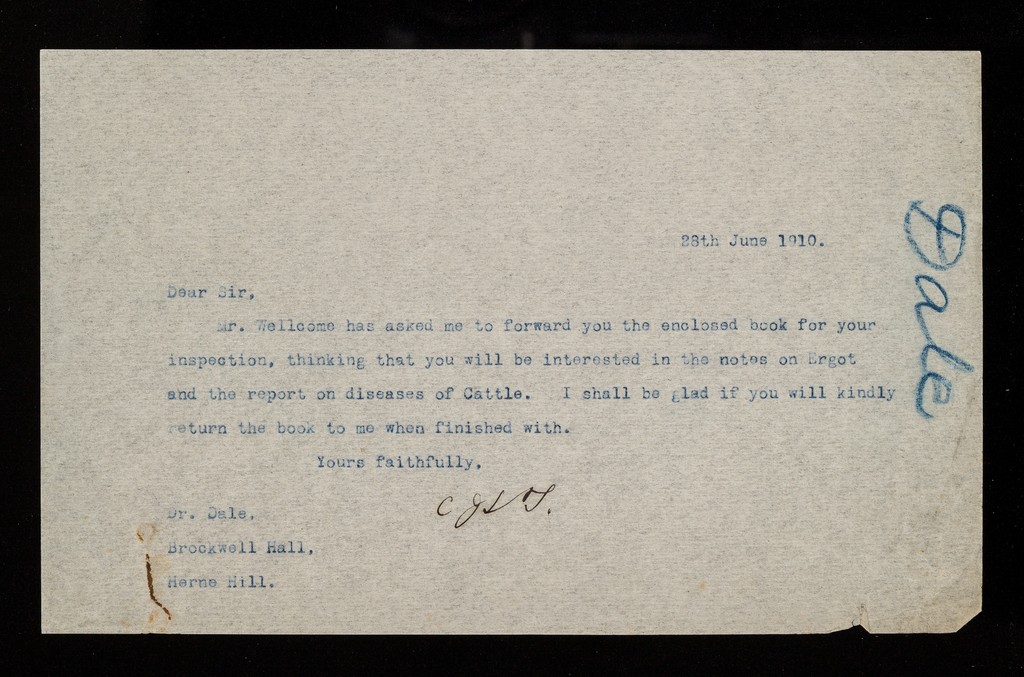 28th June 1910.
Dear Sir,
Mr. Wellcome has asked me to forward you the enclosed book for your
inspection, thinking that you will be interested in the notes on Ergot
and the report on diseases of Cattle. I shall be glad if you will kindly
return the book to me when finished with.
Yours faithfully,
Dr. Dale,
Brockwell Hall,
Herne Hill.
Dale